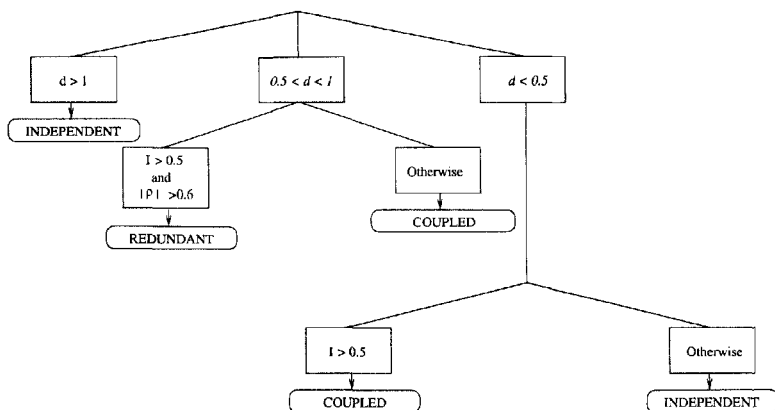 d > 1
0.5 < d < 1
d < 0.5
INDEPENDENT
I > 0.5
and
|ρ| >0.6
Otherwise
REDUNDANT
COUPLED
I > 0.5
Otherwise
COUPLED
INDEPENDENT